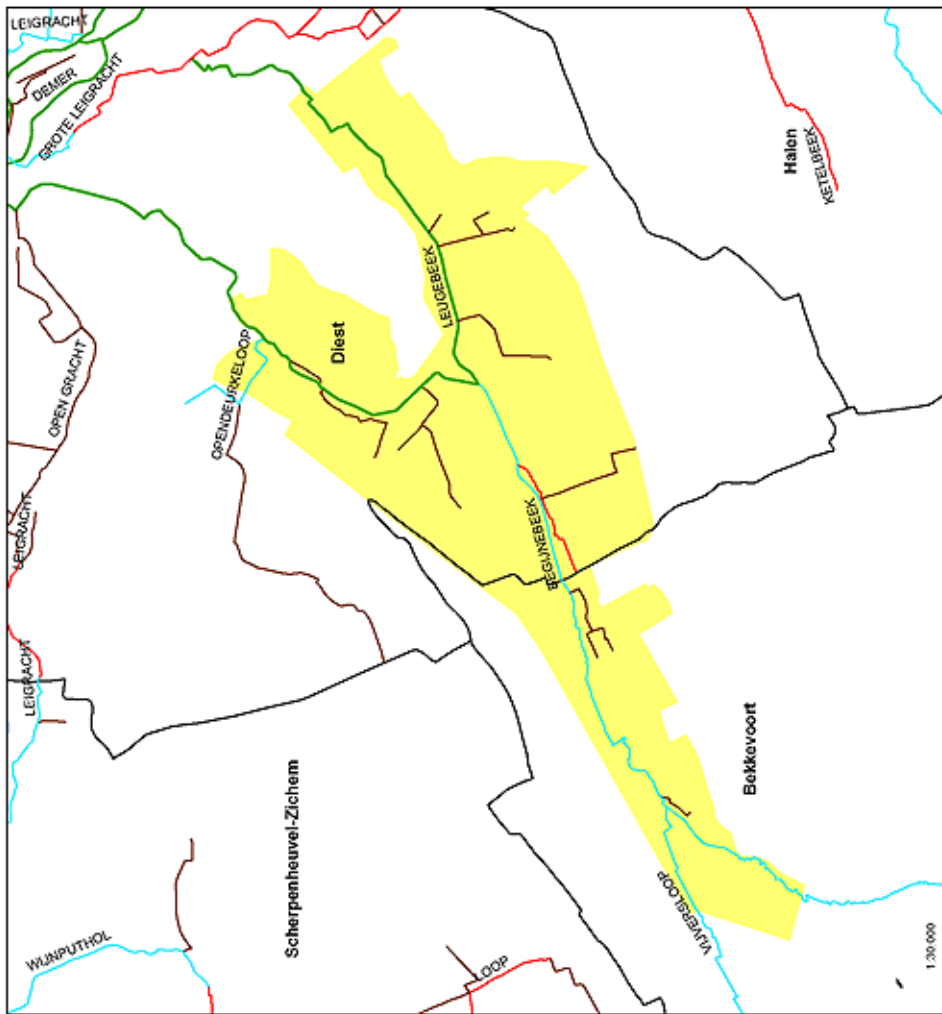 LEIGRACHT
DEMER
GROTE LEIGRACHT
OPEN GRACHT
LEIGRACHT
LEIGRACHT
OPENDEURKELOOP
Diest
LEUGEBEEK
Halen
KETELBEEK
BEGIJNEBEEK
Bekkevoort
Scherpenheuvel-Zichem
WIJNPUTHOL
LOOP
VIJVERSLOOP
1:30.000